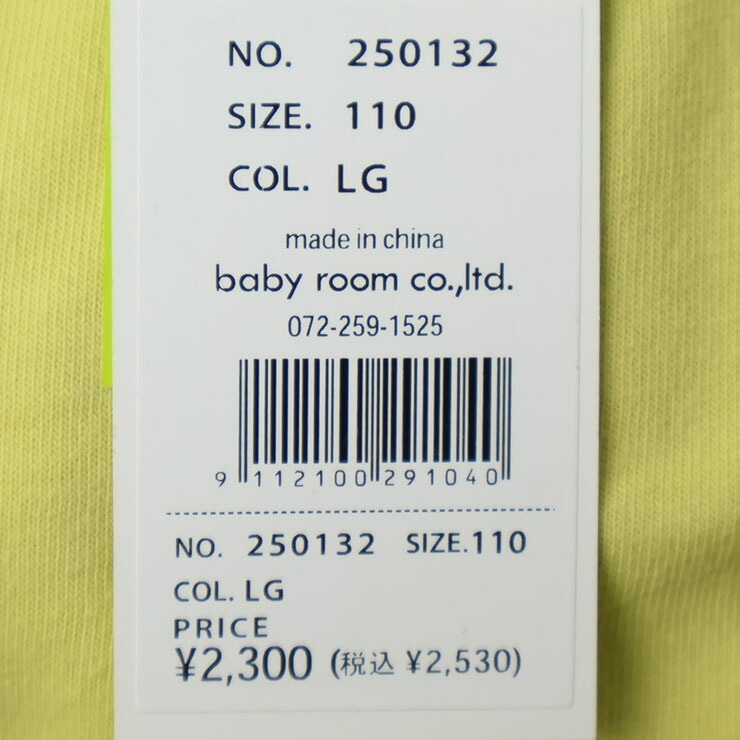 NO. 250132
SIZE. 110
COL. LG
made in china
baby room co.,ltd.
072-259-1525
9 112100 291040
NO. 250132 SIZE.110
COL. LG
PRICE
¥2,300 (税込 ¥2,530)